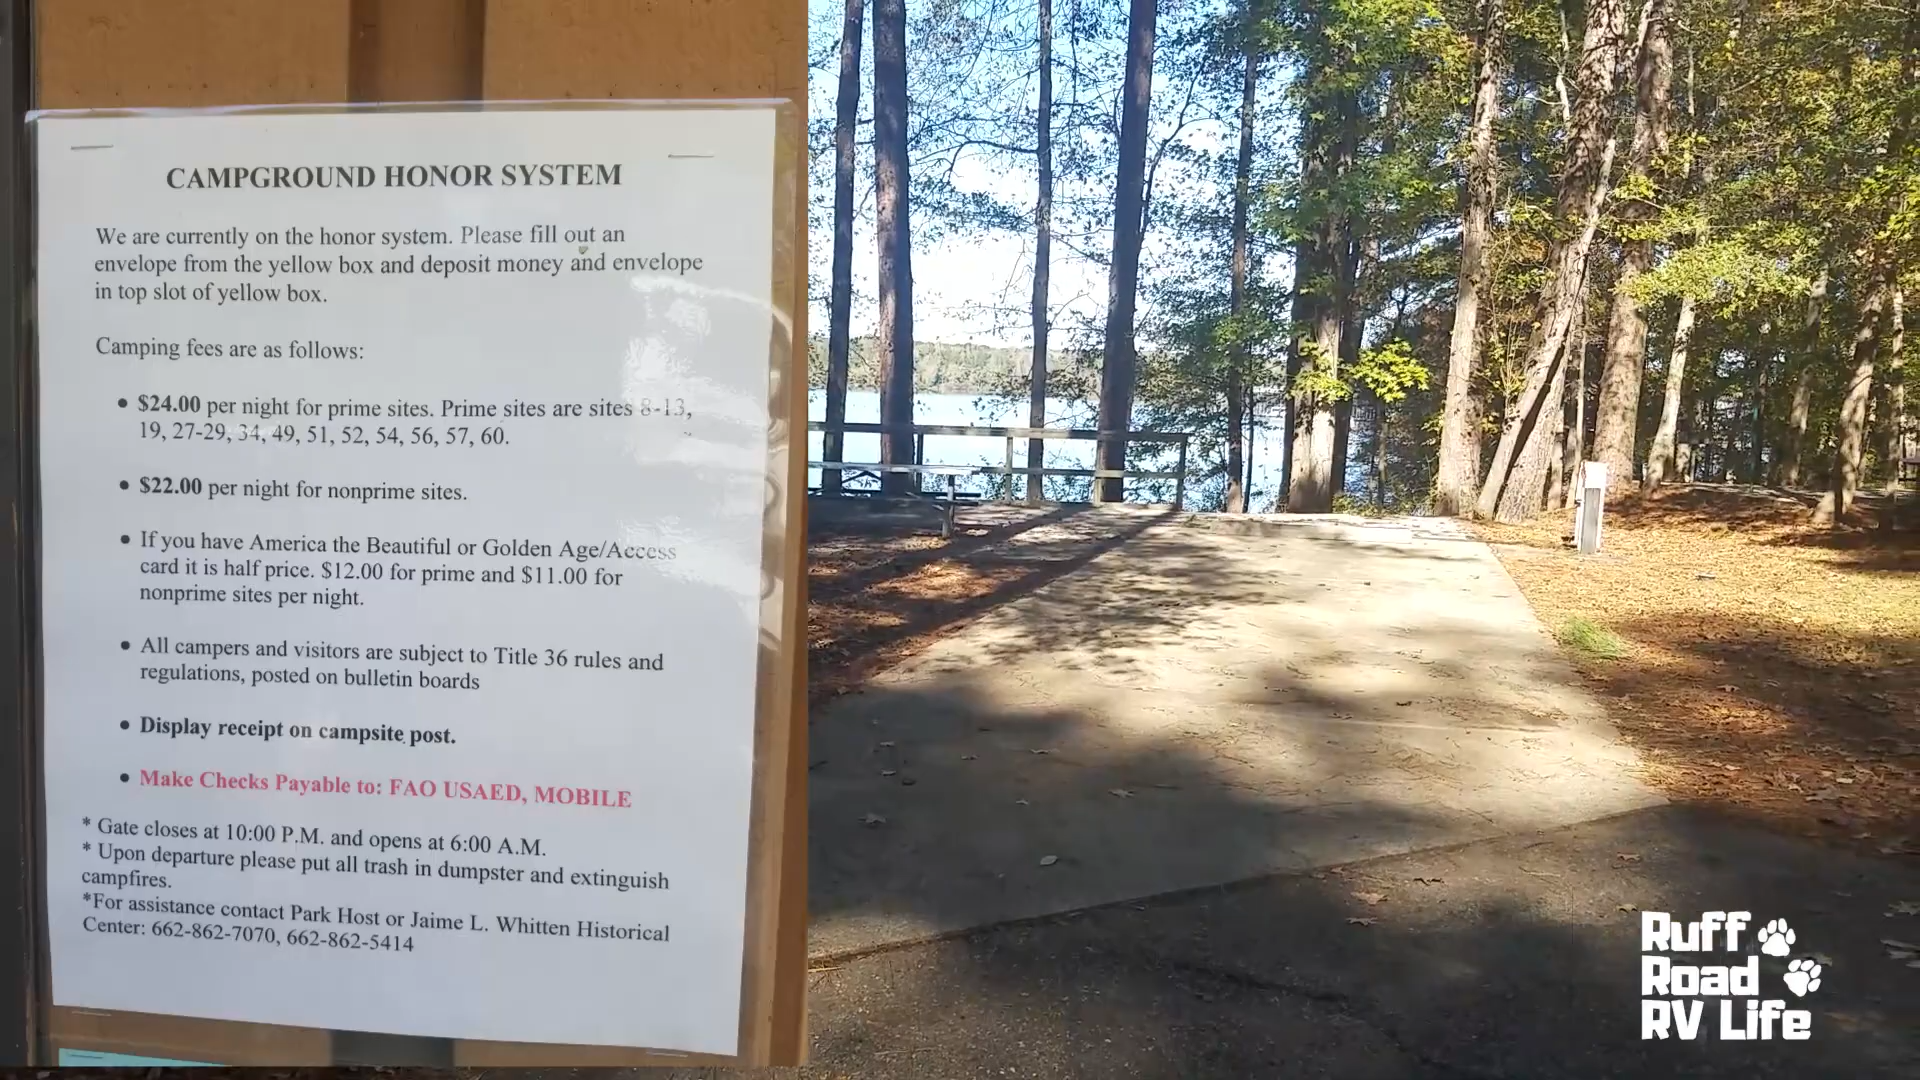 CAMPGROUND HONOR SYSTEM
We are currently on the honor system. Please fill out an
envelope from the yellow box and deposit money and envelope
in top slot of yellow box.
Camping fees are as follows:
• $24.00 per night for prime sites. Prime sites are sites 8-13,
19, 27-29, 34, 49, 51, 52, 54, 56, 57, 60.
• $22.00 per night for nonprime sites.
• If you have America the Beautiful or Golden Age/Access
card it is half price. $12.00 for prime and $11.00 for
nonprime sites per night.
• All campers and visitors are subject to Title 36 rules and
regulations, posted on bulletin boards
• Display receipt on campsite post.
• Make Checks Payable to: FAO USAED, MOBILE
* Gate closes at 10:00 P.M. and opens at 6:00 A.M.
* Upon departure please put all trash in dumpster and extinguish
campfires.
*For assistance contact Park Host or Jaime L. Whitten Historical
Center: 662-862-7070, 662-862-5414
Ruff
Road
RV Life